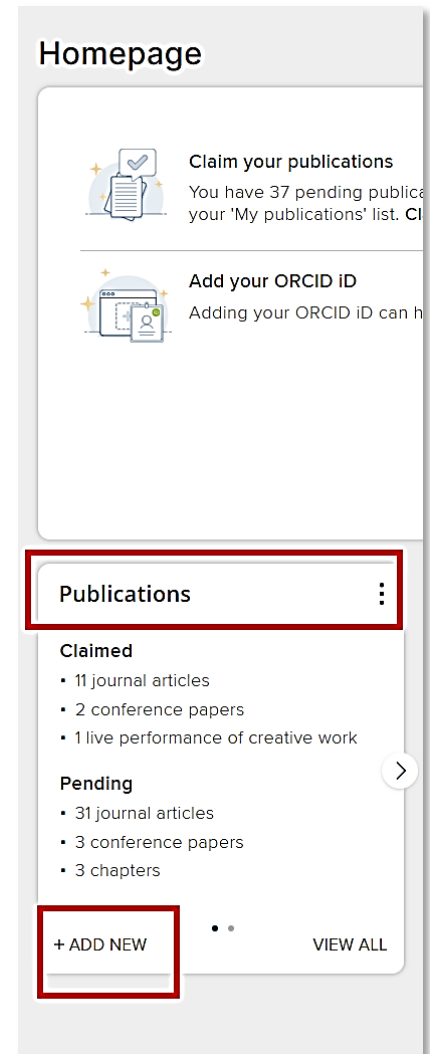 Homepage
Claim your publications
You have 37 pending publica
your 'My publications' list. Cl
Add your ORCID iD
Adding your ORCID iD can h
Publications
Claimed
• 11 journal articles
• 2 conference papers
• 1 live performance of creative work
Pending
• 31 journal articles
• 3 conference papers
• 3 chapters
+ ADD NEW
VIEW ALL